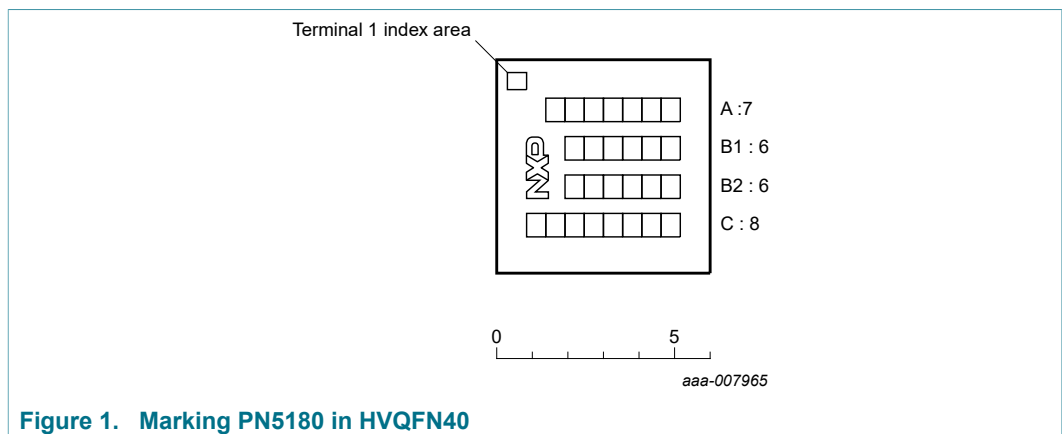 Terminal 1 index area
A :7
B1 : 6
NXP
B2 : 6
C : 8
0 5
aaa-007965
Figure 1. Marking PN5180 in HVQFN40